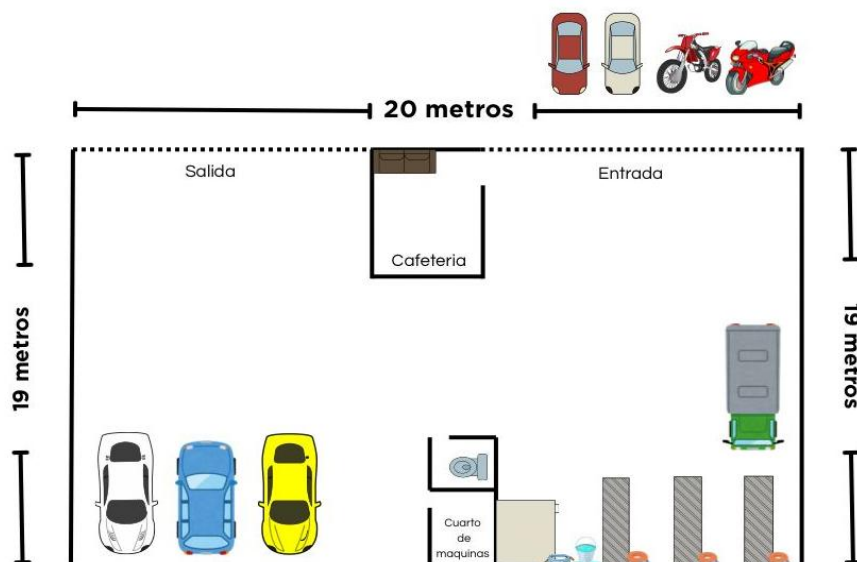 20 metros
Salida
Entrada
Cafeteria
19 metros
19 metros
Cuarto
de
maquinas